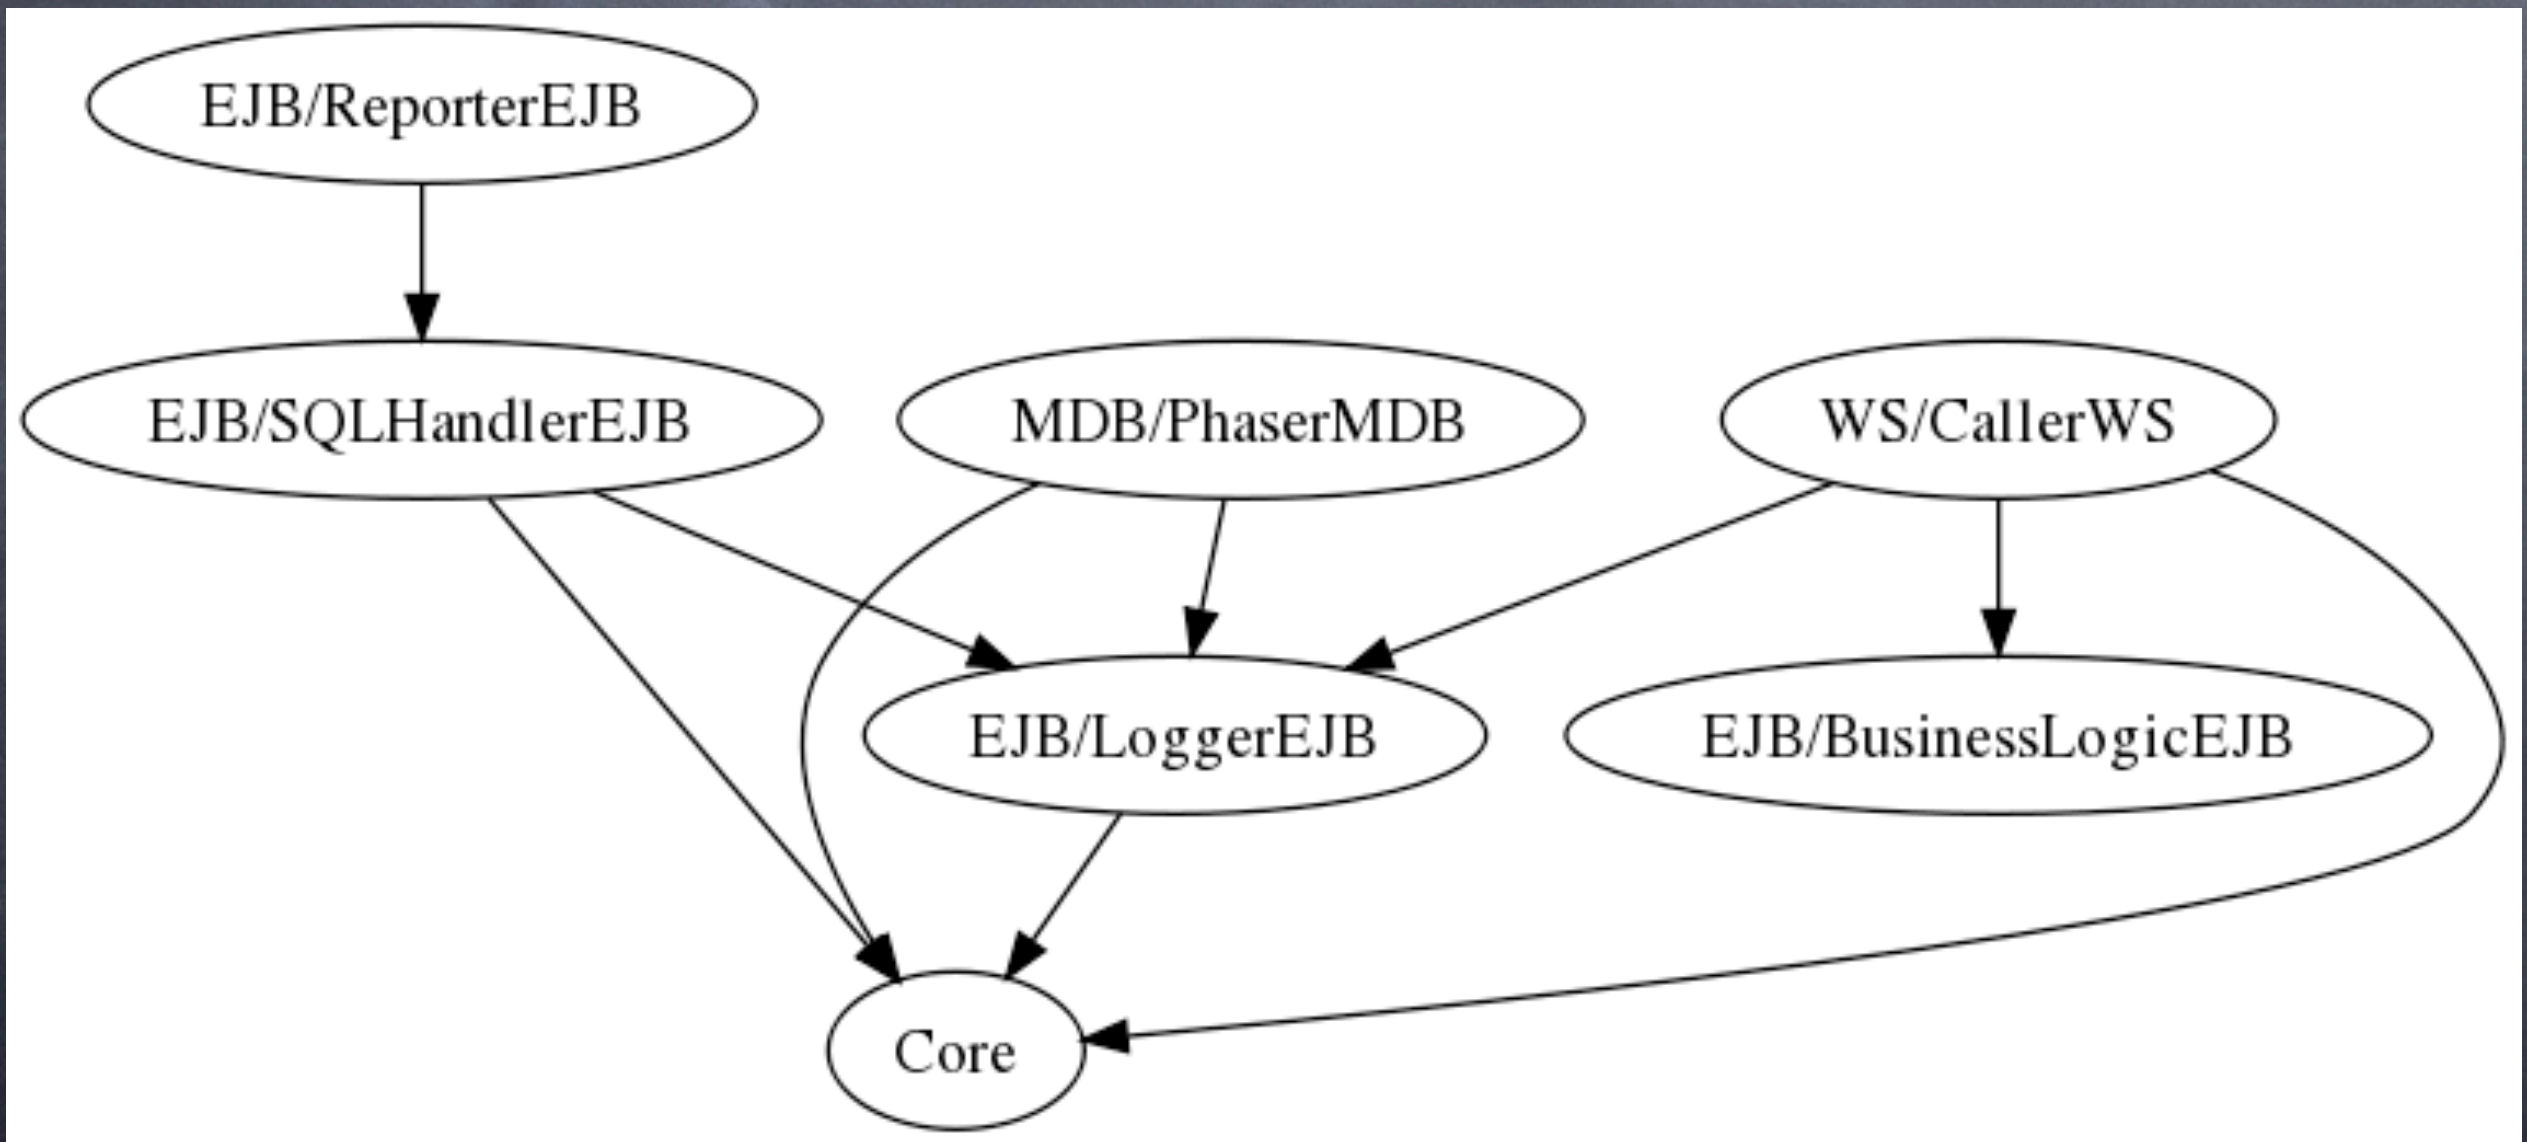 EJB/ReporterEJB
EJB/SQLHandlerEJB
MDB/PhaserMDB
WS/CallerWS
EJB/LoggerEJB
EJB/BusinessLogicEJB
Core